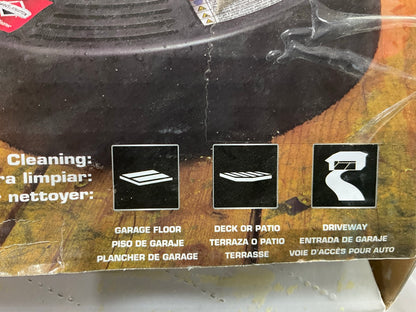 Cleaning:
ra limpiar:
nettoyer:
GARAGE FLOOR
PISO DE GARAJE
PLANCHER DE GARAGE
DECK OR PATIO
TERRAZA O PATIO
TERRASSE
DRIVEWAY
ENTRADA DE GARAJE
VOIE D'ACCÈS POUR AUTO